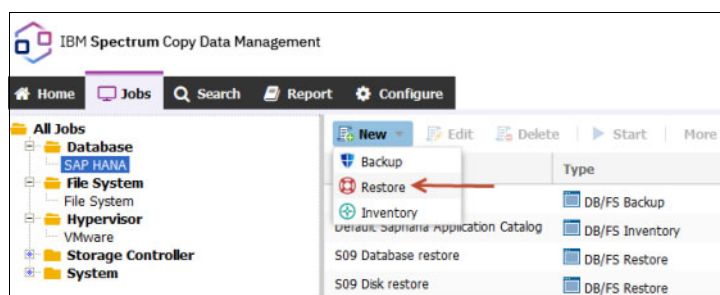 IBM Spectrum Copy Data Management
Home Jobs Search Report Configure
All Jobs
Database
SAP HANA
File System
File System
Hypervisor
VMware
Storage Controller
System
New Edit Delete Start More
Backup
Restore
Inventory
Type
DB/FS Backup
Default Saphana Application Catalog DB/FS Inventory
S09 Database restore DB/FS Restore
S09 Disk restore DB/FS Restore